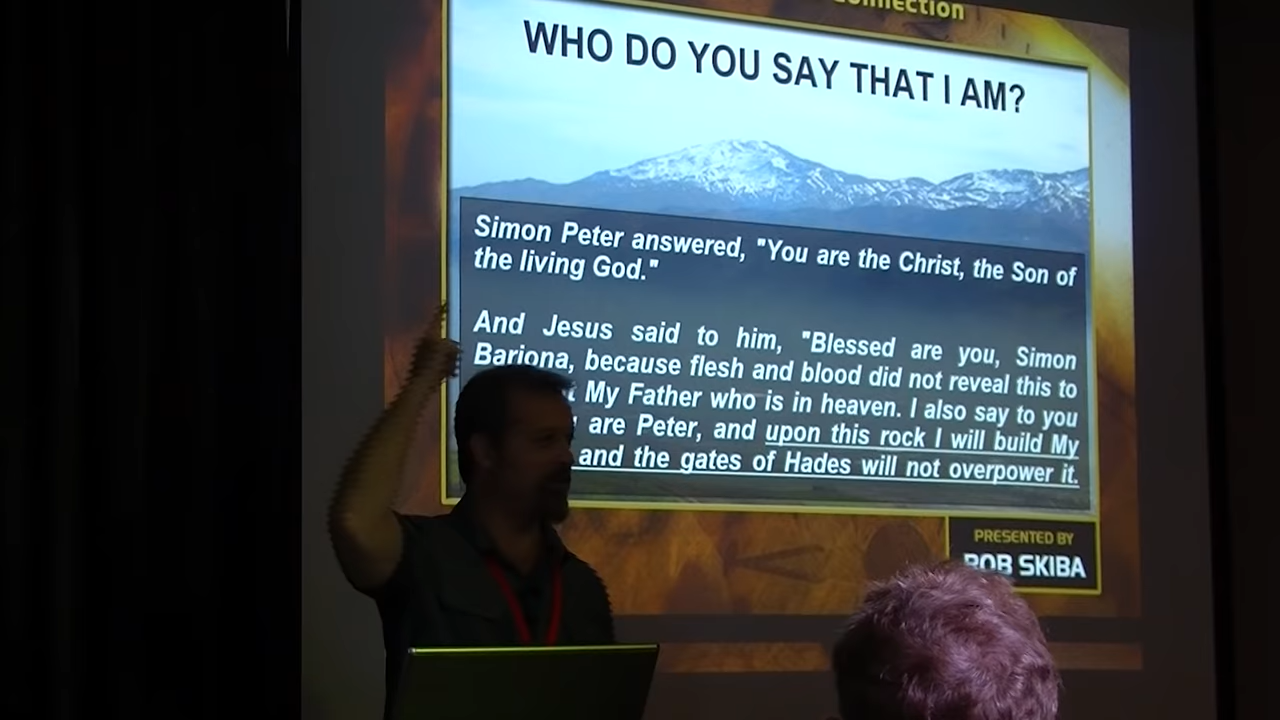 WHO DO YOU SAY THAT I AM?
Simon Peter answered, "You are the Christ, the Son of
the living God."
And Jesus said to him, "Blessed are you, Simon
Barjona, because flesh and blood did not reveal this to
My Father who is in heaven. I also say to you
are Peter, and upon this rock I will build My
and the gates of Hades will not overpower it.
PRESENTED BY
ROB SKIBA